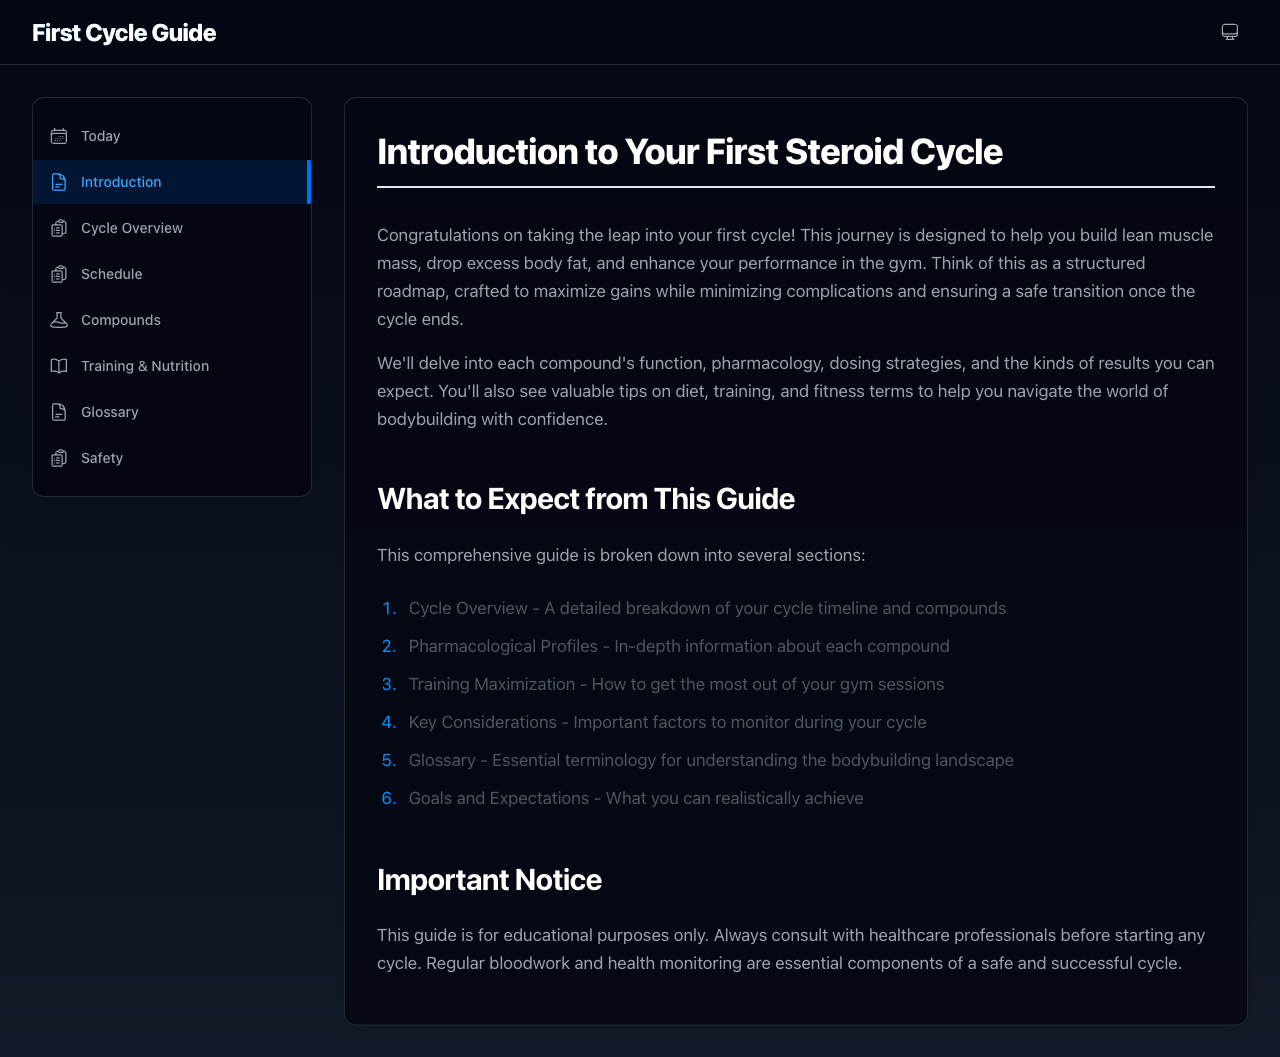 First Cycle Guide
Today
Introduction
Cycle Overview
Schedule
Compounds
Training & Nutrition
Glossary
Safety
Introduction to Your First Steroid Cycle
Congratulations on taking the leap into your first cycle! This journey is designed to help you build lean muscle
mass, drop excess body fat, and enhance your performance in the gym. Think of this as a structured
roadmap, crafted to maximize gains while minimizing complications and ensuring a safe transition once the
cycle ends.
We'll delve into each compound's function, pharmacology, dosing strategies, and the kinds of results you can
expect. You'll also see valuable tips on diet, training, and fitness terms to help you navigate the world of
bodybuilding with confidence.
What to Expect from This Guide
This comprehensive guide is broken down into several sections:
1. Cycle Overview - A detailed breakdown of your cycle timeline and compounds
2. Pharmacological Profiles - In-depth information about each compound
3. Training Maximization - How to get the most out of your gym sessions
4. Key Considerations - Important factors to monitor during your cycle
5. Glossary - Essential terminology for understanding the bodybuilding landscape
6. Goals and Expectations - What you can realistically achieve
Important Notice
This guide is for educational purposes only. Always consult with healthcare professionals before starting any
cycle. Regular bloodwork and health monitoring are essential components of a safe and successful cycle.